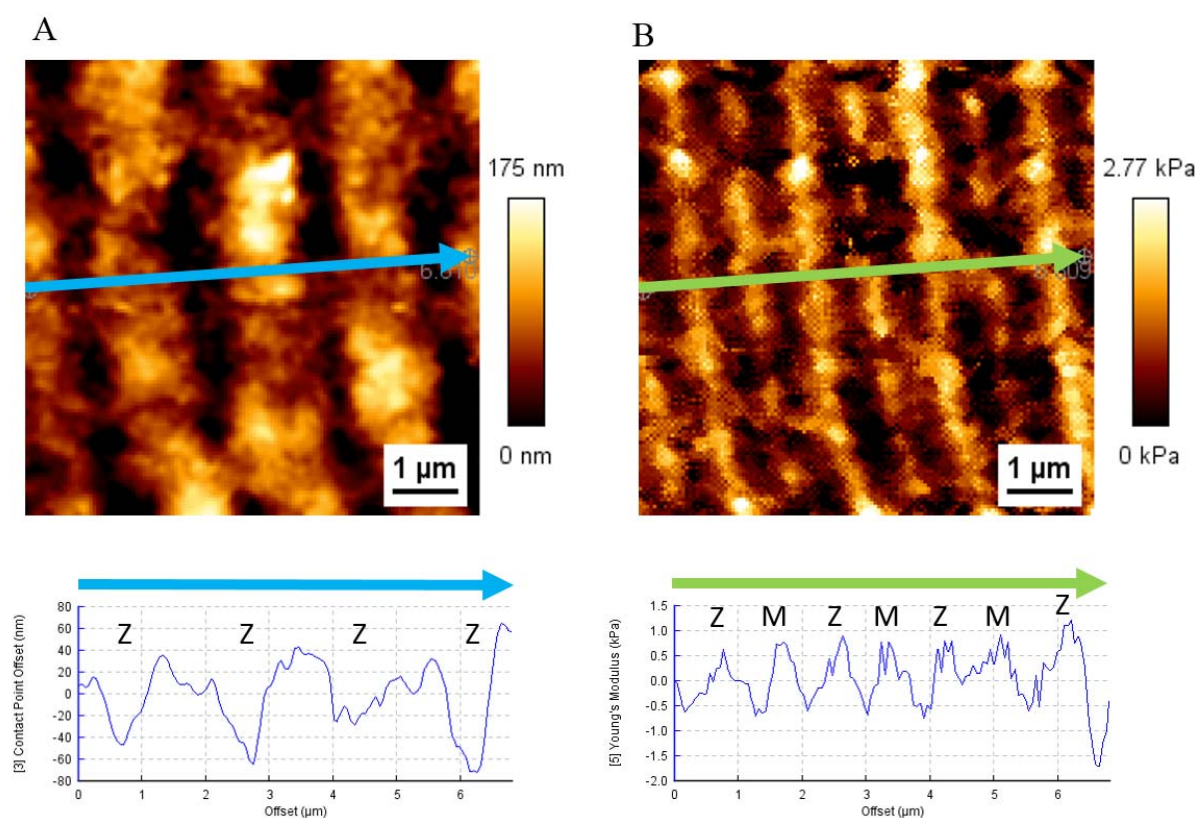 A
B
175 nm
0 nm
1 µm
2.77 kPa
0 kPa
1 µm
Z Z Z Z
80
60
40
20
0
-20
-40
-60
-80
[3] Contact Point Offset (nm)
0 1 2 3 4 5 6
Offset (µm)
Z M Z M Z M Z
1.5
1.0
0.5
0.0
-0.5
-1.0
-1.5
-2.0
[5] Young's Modulus (kPa)
0 1 2 3 4 5 6
Offset (µm)